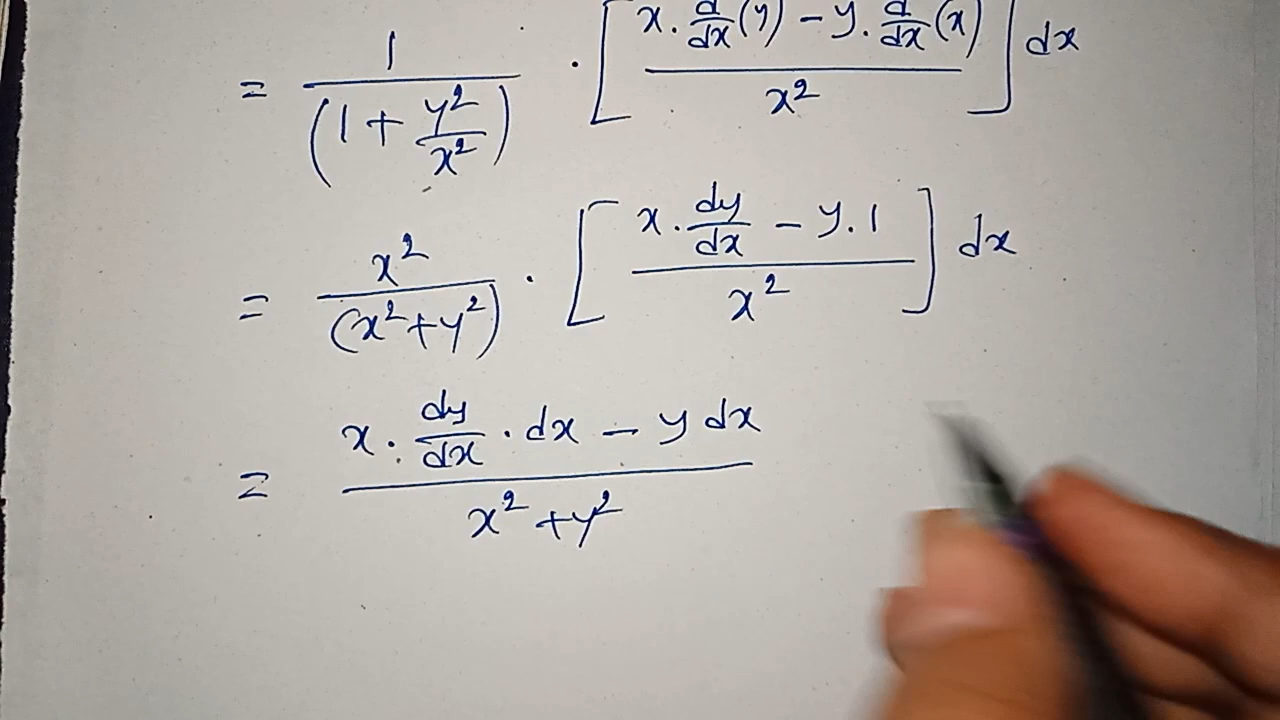 = 1/(1 + y²/x²) · [(x · d/dx (y) − y · d/dx (x))/x²] dx
= x²/(x² + y²) · [(x · dy/dx − y · 1)/x²] dx
= (x · dy/dx · dx − y dx)/(x² + y²)